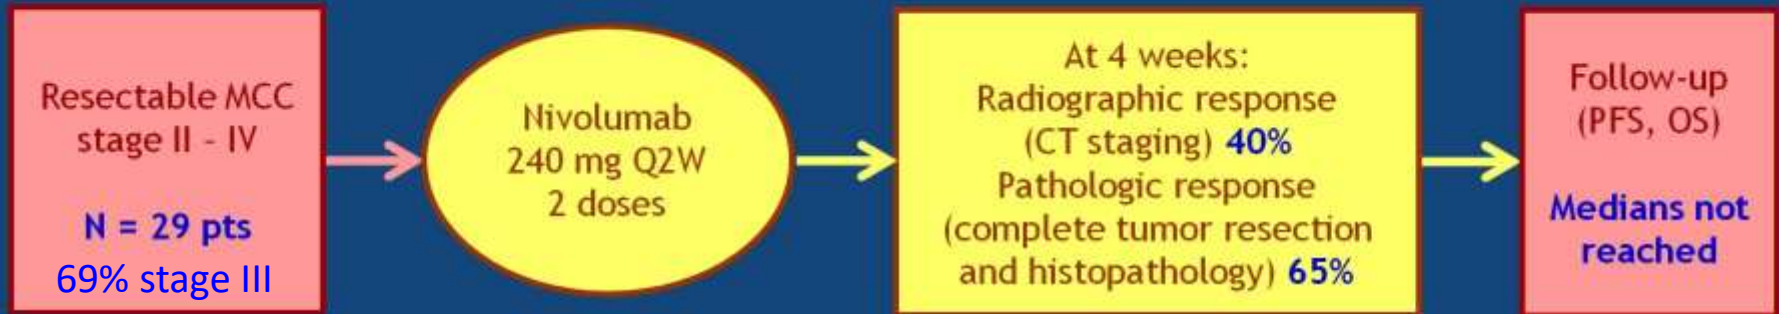 Resectable MCC
stage II - IV
N = 29 pts
69% stage III
Nivolumab
240 mg Q2W
2 doses
At 4 weeks:
Radiographic response
(CT staging) 40%
Pathologic response
(complete tumor resection
and histopathology) 65%
Follow-up
(PFS, OS)
Medians not
reached